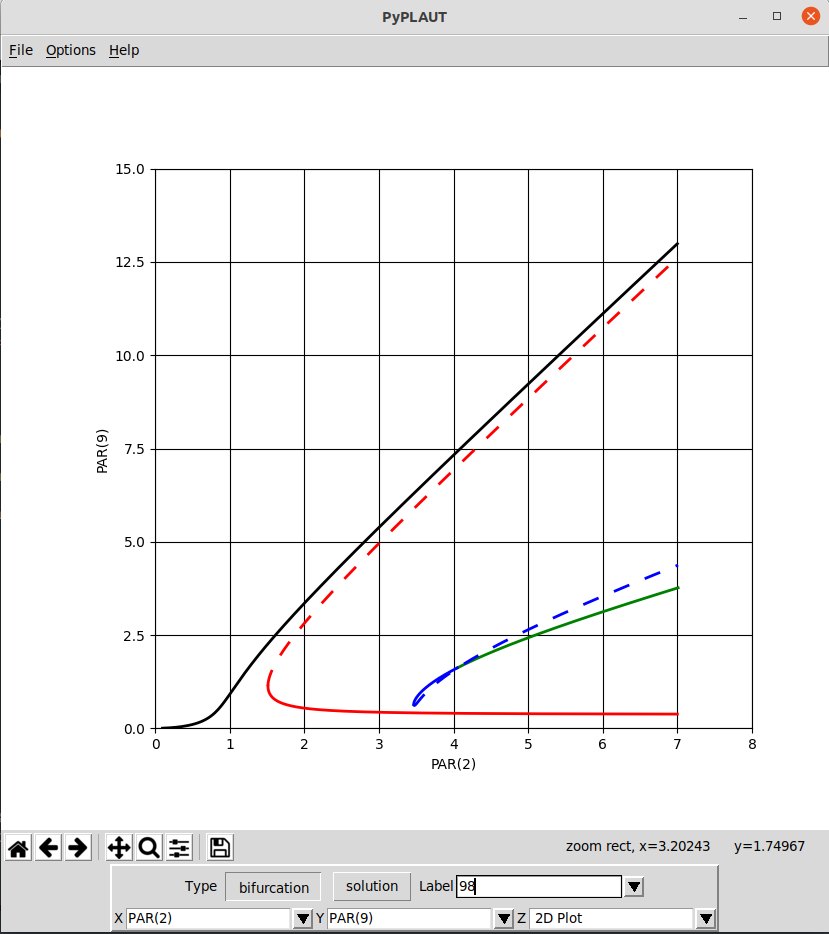 PyPLAUT
File Options Help
15.0
12.5
10.0
7.5
5.0
2.5
0.0
PAR(9)
0 1 2 3 4 5 6 7 8
PAR(2)
zoom rect, x=3.20243 y=1.74967
Type bifurcation solution Label 98
X PAR(2) Y PAR(9) Z 2D Plot